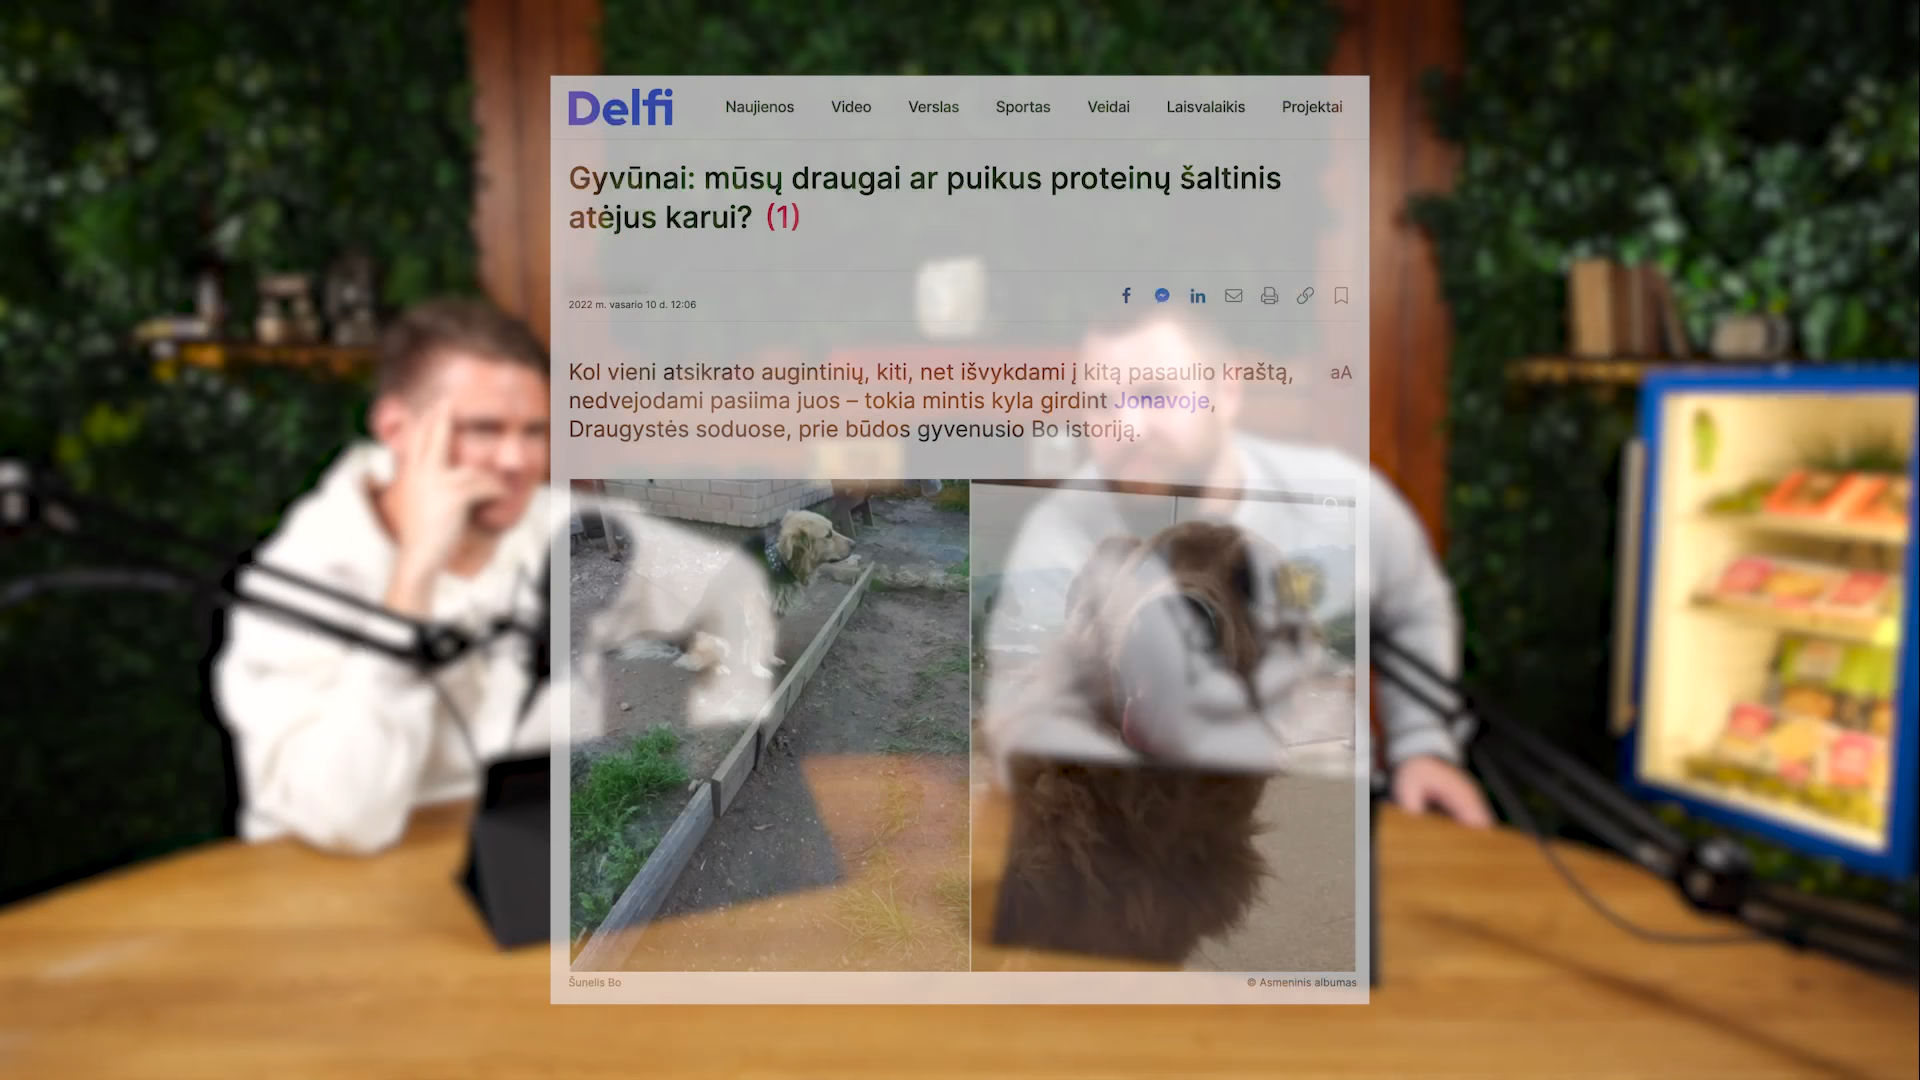 Delfi
Naujienos Video Verslas Sportas Veidai Laisvalaikis Projektai
Gyvūnai: mūsų draugai ar puikus proteinų šaltinis
atėjus karui? (1)
2022 m. vasario 10 d. 12:06
Kol vieni atsikrato augintinių, kiti, net išvykdami į kitą pasaulio kraštą,
aA
nedvejodami pasiima juos – tokia mintis kyla girdint Jonavoje,
Draugystės soduose, prie būdos gyvenusio Bo istoriją.
Šunelis Bo
© Asmeninis albumas